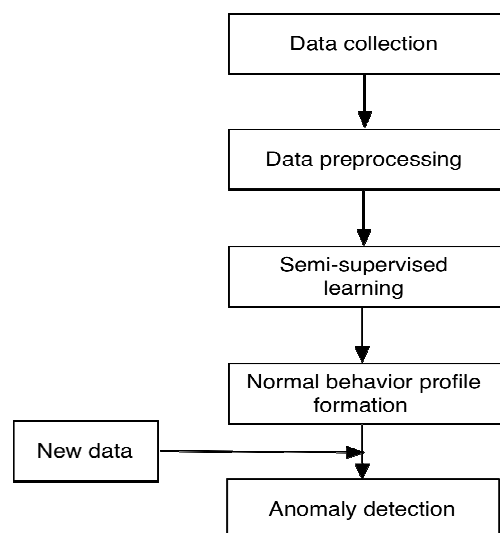 Data collection
Data preprocessing
Semi-supervised
learning
Normal behavior profile
formation
New data
Anomaly detection